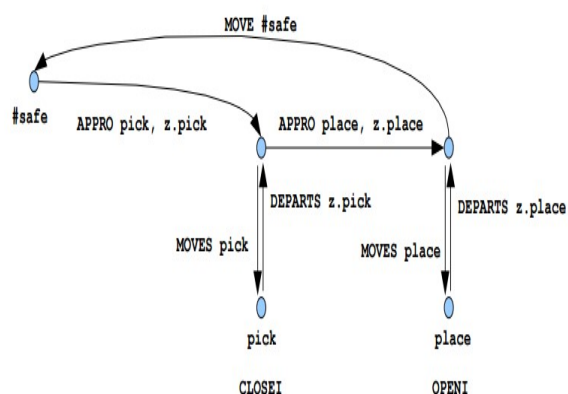 MOVE #safe
#safe
APPRO pick, z.pick
APPRO place, z.place
DEPARTS z.pick
DEPARTS z.place
MOVES pick
MOVES place
pick
place
CLOSEI
OPENI